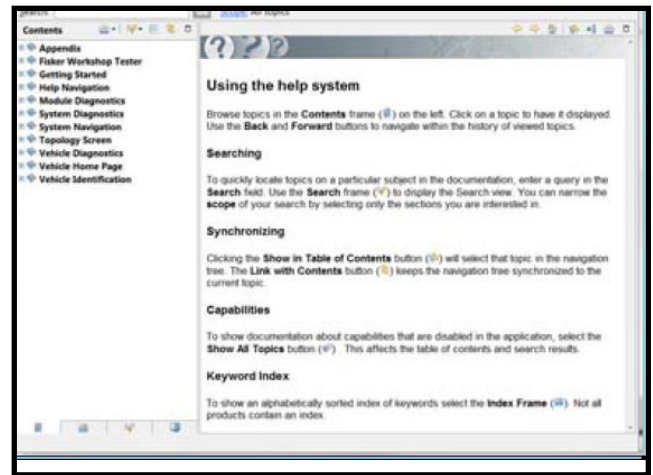 Search:
Scope: All topics
Contents
Appendix
Fisker Workshop Tester
Getting Started
Help Navigation
Module Diagnostics
System Diagnostics
System Navigation
Topology Screen
Vehicle Diagnostics
Vehicle Home Page
Vehicle Identification
Using the help system
Browse topics in the Contents frame ( ) on the left. Click on a topic to have it displayed.
Use the Back and Forward buttons to navigate within the history of viewed topics.
Searching
To quickly locate topics on a particular subject in the documentation, enter a query in the
Search field. Use the Search frame ( ) to display the Search view. You can narrow the
scope of your search by selecting only the sections you are interested in.
Synchronizing
Clicking the Show in Table of Contents button ( ) will select that topic in the navigation
tree. The Link with Contents button ( ) keeps the navigation tree synchronized to the
current topic.
Capabilities
To show documentation about capabilities that are disabled in the application, select the
Show All Topics button ( ). This affects the table of contents and search results.
Keyword Index
To show an alphabetically sorted index of keywords select the Index Frame ( ). Not all
products contain an index.